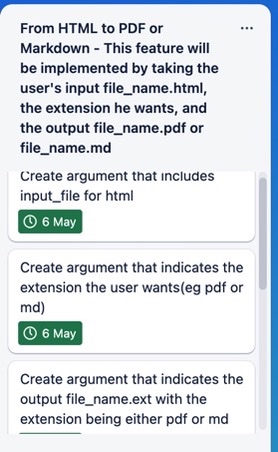 From HTML to PDF or
Markdown - This feature will
be implemented by taking the
user's input file_name.html,
the extension he wants, and
the output file_name.pdf or
file_name.md
Create argument that includes
input_file for html
6 May
Create argument that indicates the
extension the user wants(eg pdf or
md)
6 May
Create argument that indicates the
output file_name.ext with the
extension being either pdf or md